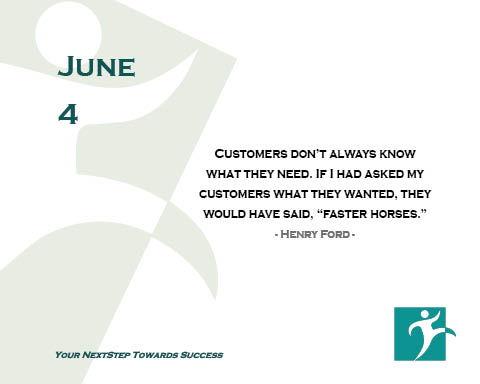 June
4
Customers don't always know
what they need. If I had asked my
customers what they wanted, they
would have said, “faster horses.”
- Henry Ford -
Your NextStep Towards Success